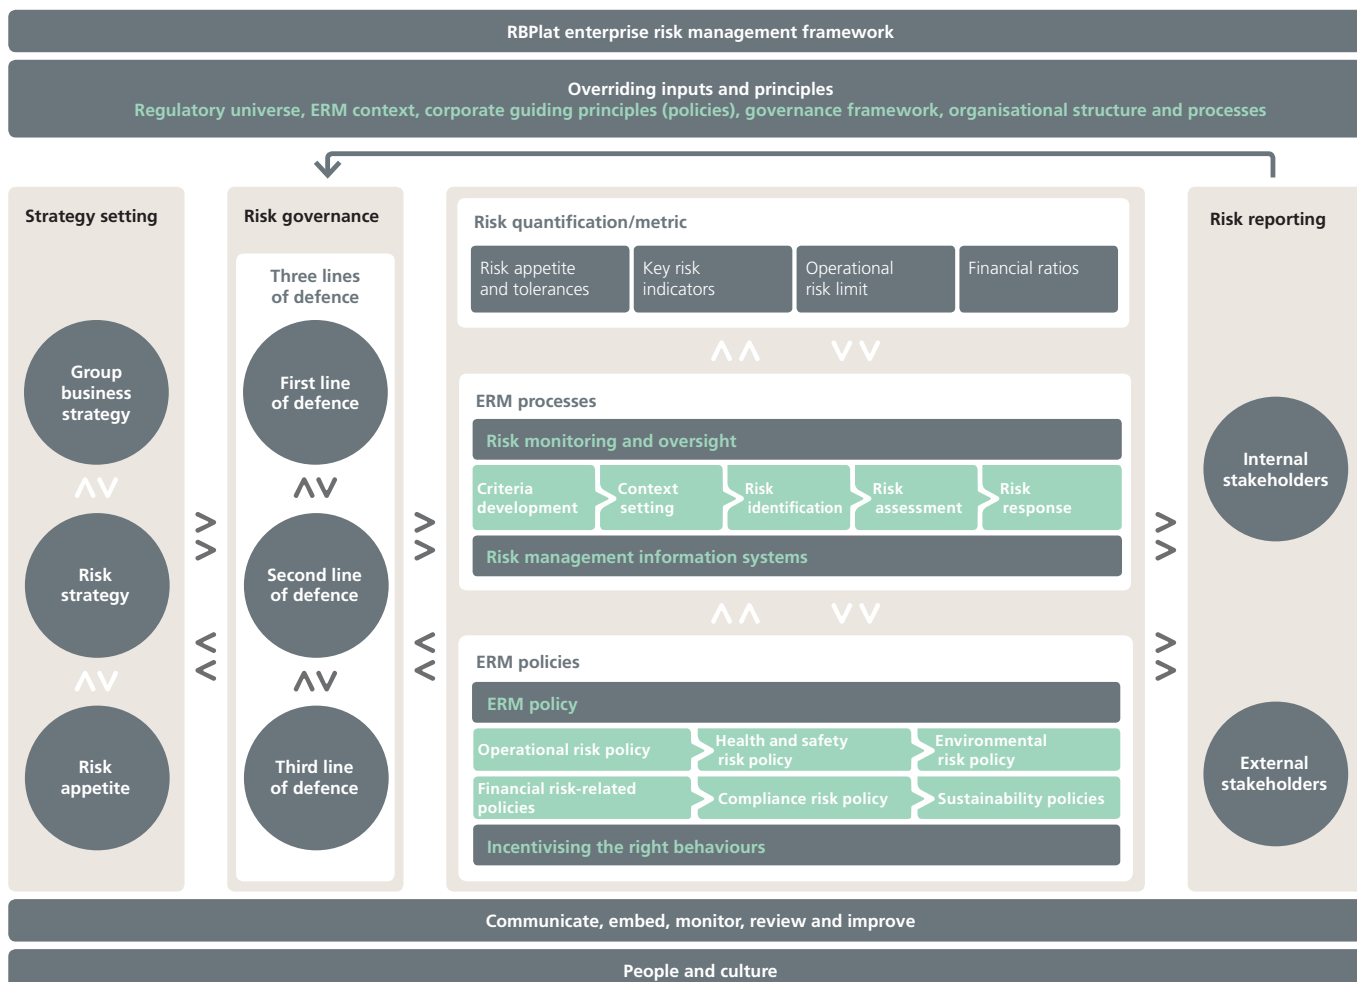 RBPlat enterprise risk management framework
Overriding inputs and principles
Regulatory universe, ERM context, corporate guiding principles (policies), governance framework, organisational structure and processes
Strategy setting
Group
business
strategy
Risk
strategy
Risk
appetite
Risk governance
Three lines
of defence
First line
of defence
Second line
of defence
Third line
of defence
Risk quantification/metric
Risk appetite
and tolerances
Key risk
indicators
Operational
risk limit
Financial ratios
ERM processes
Risk monitoring and oversight
Criteria
development
Context
setting
Risk
identification
Risk
assessment
Risk
response
Risk management information systems
ERM policies
ERM policy
Operational risk policy
Health and safety
risk policy
Environmental
risk policy
Financial risk-related
policies
Compliance risk policy
Sustainability policies
Incentivising the right behaviours
Risk reporting
Internal
stakeholders
External
stakeholders
Communicate, embed, monitor, review and improve
People and culture